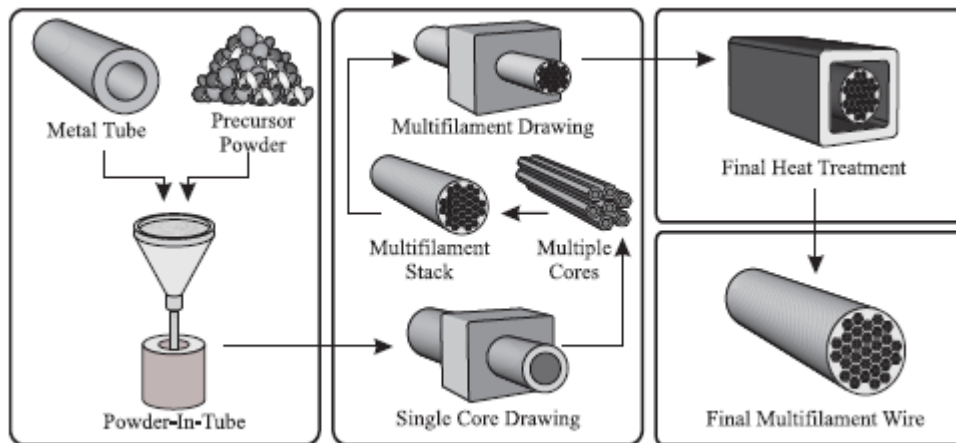 Metal Tube
Precursor
Powder
Powder-In-Tube
Multifilament Drawing
Multifilament
Stack
Multiple
Cores
Single Core Drawing
Final Heat Treatment
Final Multifilament Wire